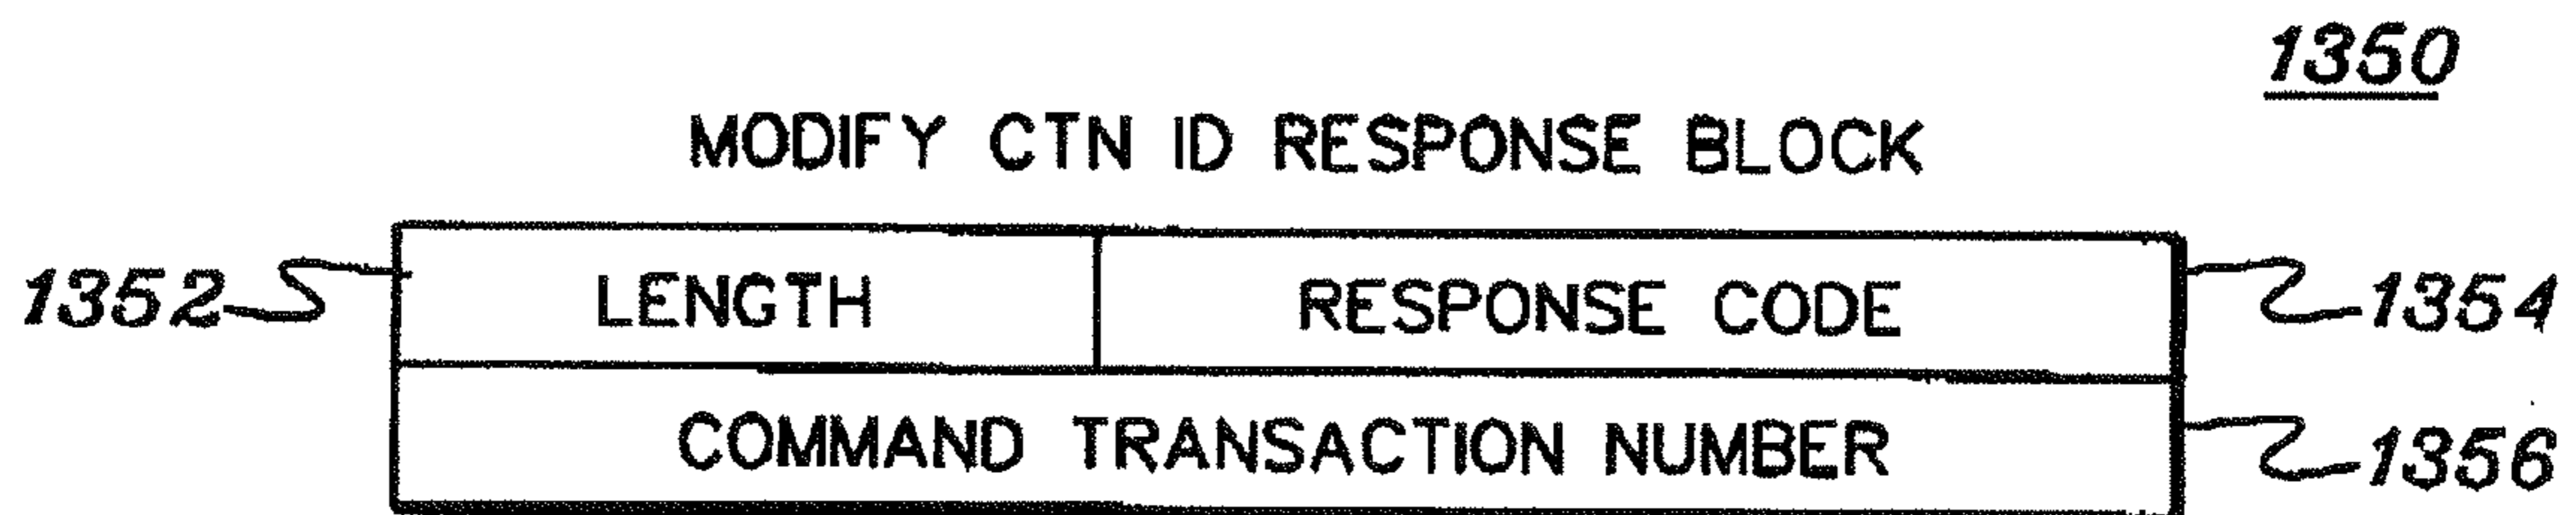 1350
MODIFY CTN ID RESPONSE BLOCK
1352 LENGTH RESPONSE CODE 1354
COMMAND TRANSACTION NUMBER 1356